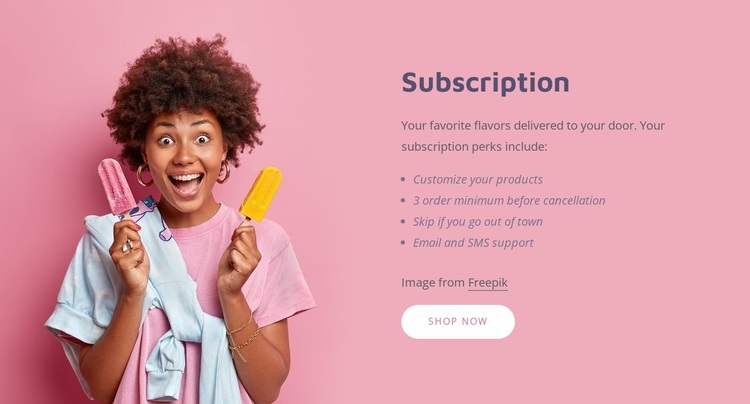 Subscription
Your favorite flavors delivered to your door. Your
subscription perks include:
Customize your products
3 order minimum before cancellation
Skip if you go out of town
Email and SMS support
Image from Freepik
SHOP NOW